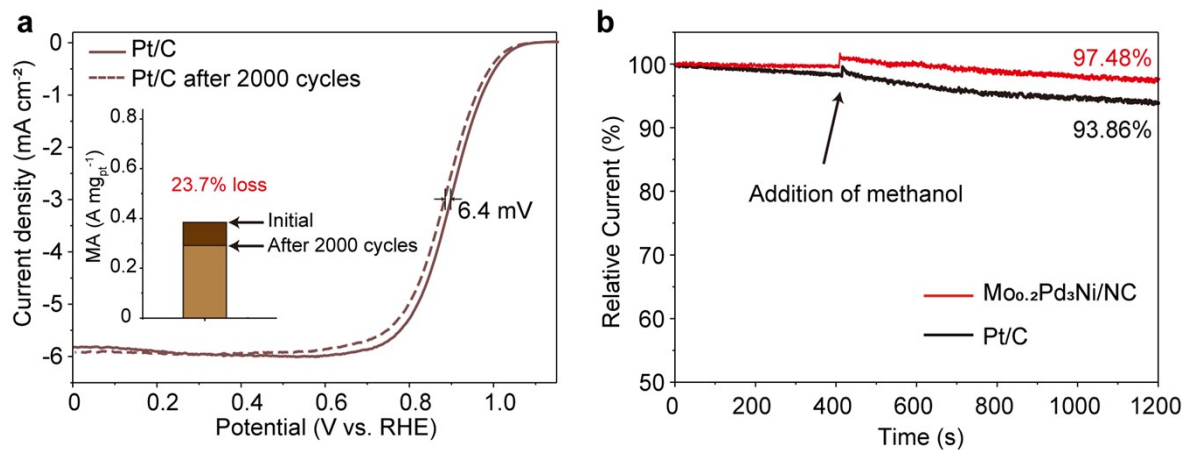 a
Pt/C
Pt/C after 2000 cycles
Current density (mA cm⁻²)
0
-1
-2
-3
-4
-5
-6
0
0.2
0.4
0.6
0.8
1.0
Potential (V vs. RHE)
6.4 mV
MA (A mgₚₜ⁻¹)
0.8
0.6
0.4
0.2
0
23.7% loss
Initial
After 2000 cycles
b
Relative Current (%)
100
90
80
70
60
50
0
200
400
600
800
1000
1200
Time (s)
97.48%
93.86%
Addition of methanol
Mo₀.₂Pd₃Ni/NC
Pt/C